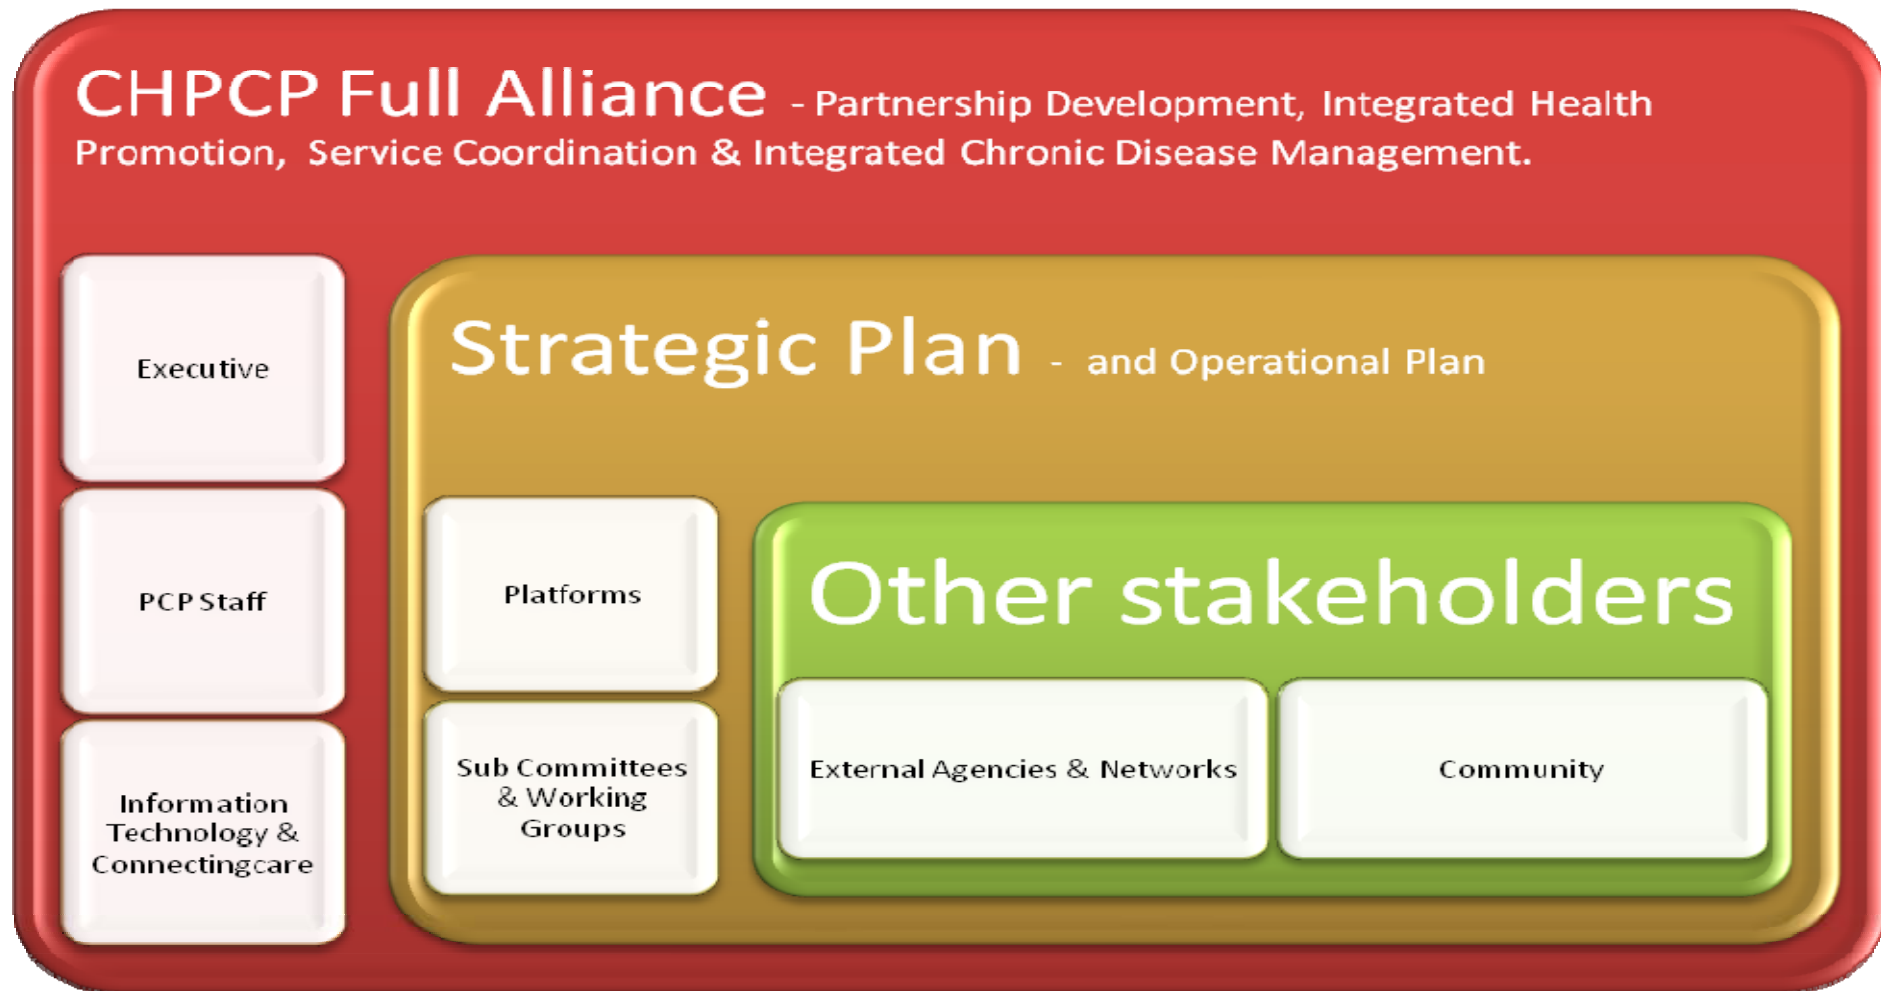 CHPCP Full Alliance - Partnership Development, Integrated Health
Promotion, Service Coordination & Integrated Chronic Disease Management.
Executive
PCP Staff
Information
Technology &
Connectingcare
Strategic Plan - and Operational Plan
Platforms
Sub Committees
& Working
Groups
Other stakeholders
External Agencies & Networks
Community